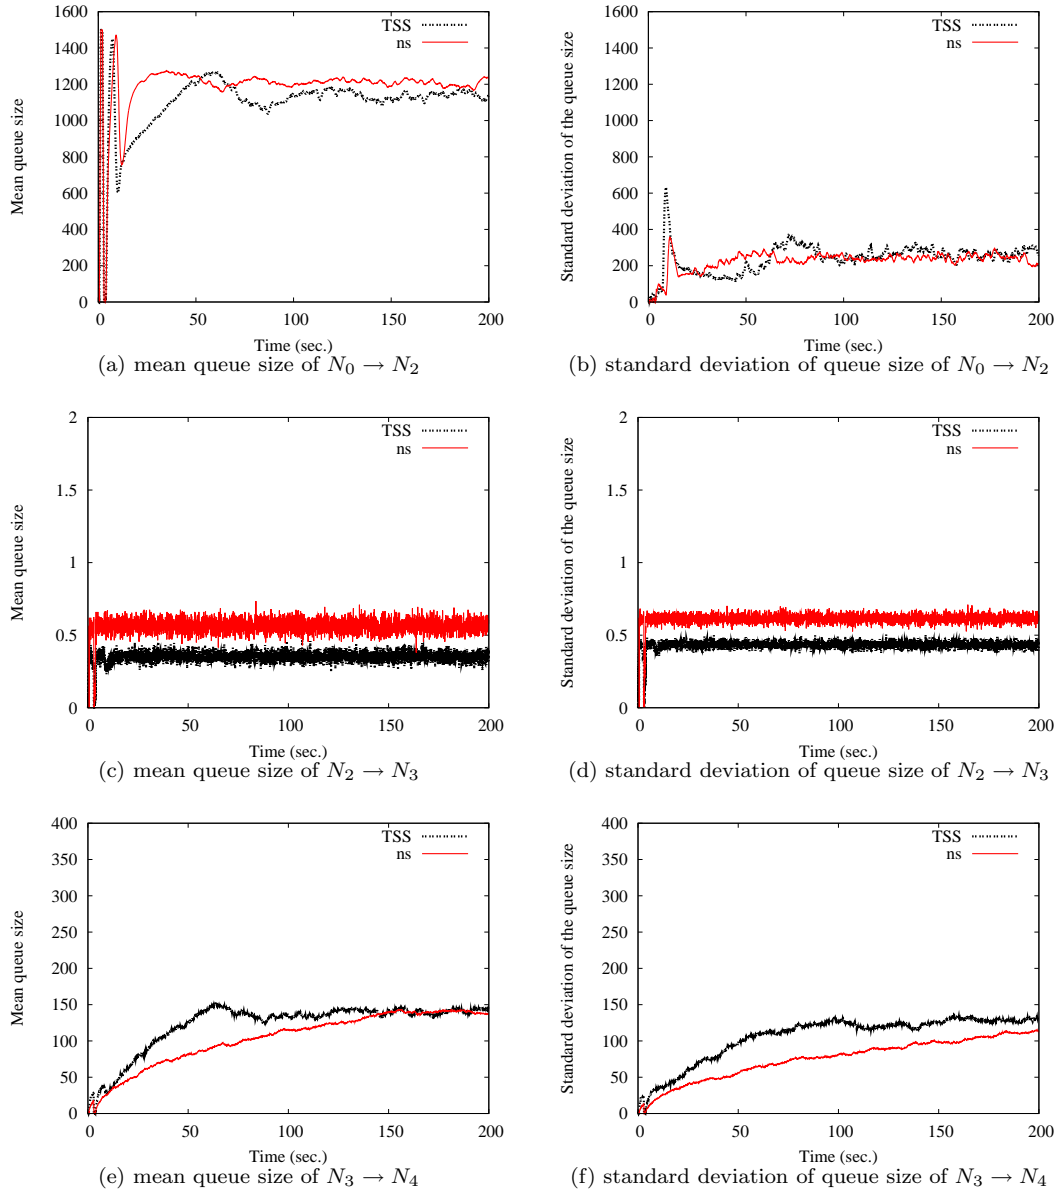 1600
1400
1200
1000
800
600
400
200
0
0 50 100 150 200
Mean queue size
Time (sec.)
TSS
ns
(a) mean queue size of N₀ → N₂
1600
1400
1200
1000
800
600
400
200
0
0 50 100 150 200
Standard deviation of the queue size
Time (sec.)
TSS
ns
(b) standard deviation of queue size of N₀ → N₂
2
1.5
1
0.5
0
0 50 100 150 200
Mean queue size
Time (sec.)
TSS
ns
(c) mean queue size of N₂ → N₃
2
1.5
1
0.5
0
0 50 100 150 200
Standard deviation of the queue size
Time (sec.)
TSS
ns
(d) standard deviation of queue size of N₂ → N₃
400
350
300
250
200
150
100
50
0
0 50 100 150 200
Mean queue size
Time (sec.)
TSS
ns
(e) mean queue size of N₃ → N₄
400
350
300
250
200
150
100
50
0
0 50 100 150 200
Standard deviation of the queue size
Time (sec.)
TSS
ns
(f) standard deviation of queue size of N₃ → N₄